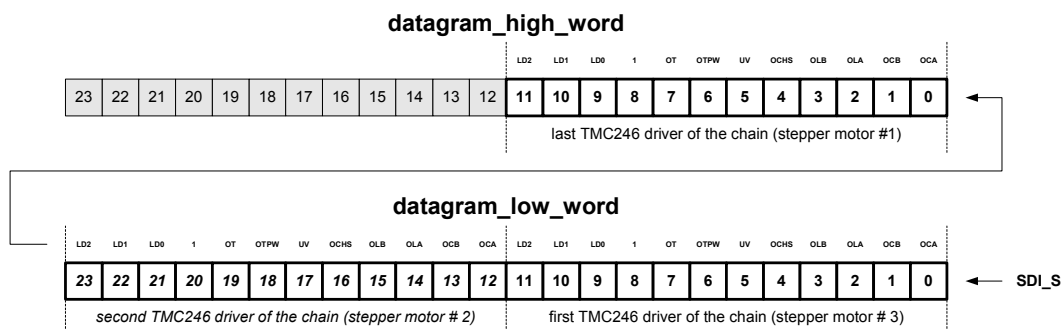 datagram_high_word
LD2 LD1 LD0 1 OT OTPW UV OCHS OLB OLA OCB OCA
23 22 21 20 19 18 17 16 15 14 13 12 11 10 9 8 7 6 5 4 3 2 1 0
last TMC246 driver of the chain (stepper motor #1)
datagram_low_word
LD2 LD1 LD0 1 OT OTPW UV OCHS OLB OLA OCB OCA LD2 LD1 LD0 1 OT OTPW UV OCHS OLB OLA OCB OCA
23 22 21 20 19 18 17 16 15 14 13 12 11 10 9 8 7 6 5 4 3 2 1 0 SDI_S
second TMC246 driver of the chain (stepper motor # 2) first TMC246 driver of the chain (stepper motor # 3)